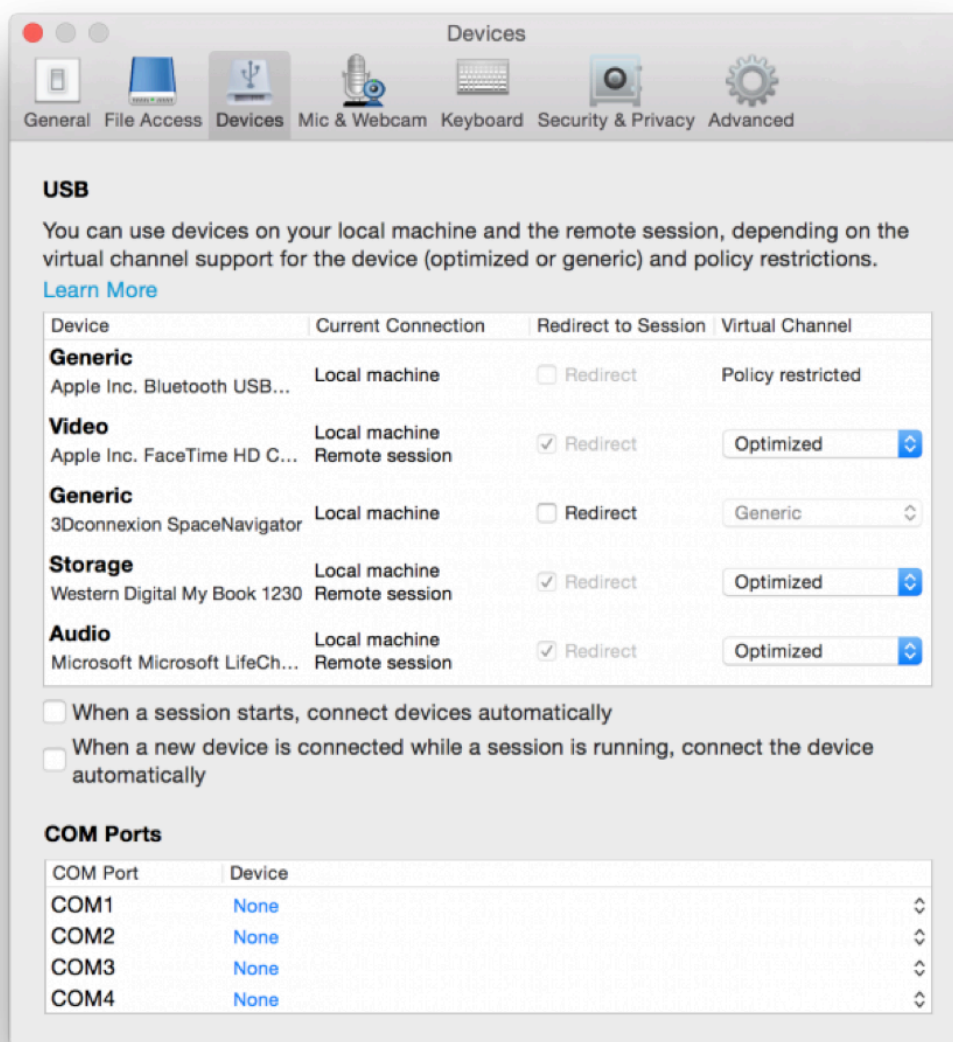 Devices
General File Access Devices Mic & Webcam Keyboard Security & Privacy Advanced
USB
You can use devices on your local machine and the remote session, depending on the
virtual channel support for the device (optimized or generic) and policy restrictions.
Learn More
Device Current Connection Redirect to Session Virtual Channel
Generic
Apple Inc. Bluetooth USB... Local machine Redirect Policy restricted
Video
Apple Inc. FaceTime HD C... Local machine Remote session Redirect Optimized
Generic
3Dconnexion SpaceNavigator Local machine Redirect Generic
Storage
Western Digital My Book 1230 Local machine Remote session Redirect Optimized
Audio
Microsoft Microsoft LifeCh... Local machine Remote session Redirect Optimized
When a session starts, connect devices automatically
When a new device is connected while a session is running, connect the device
automatically
COM Ports
COM Port Device
COM1 None
COM2 None
COM3 None
COM4 None